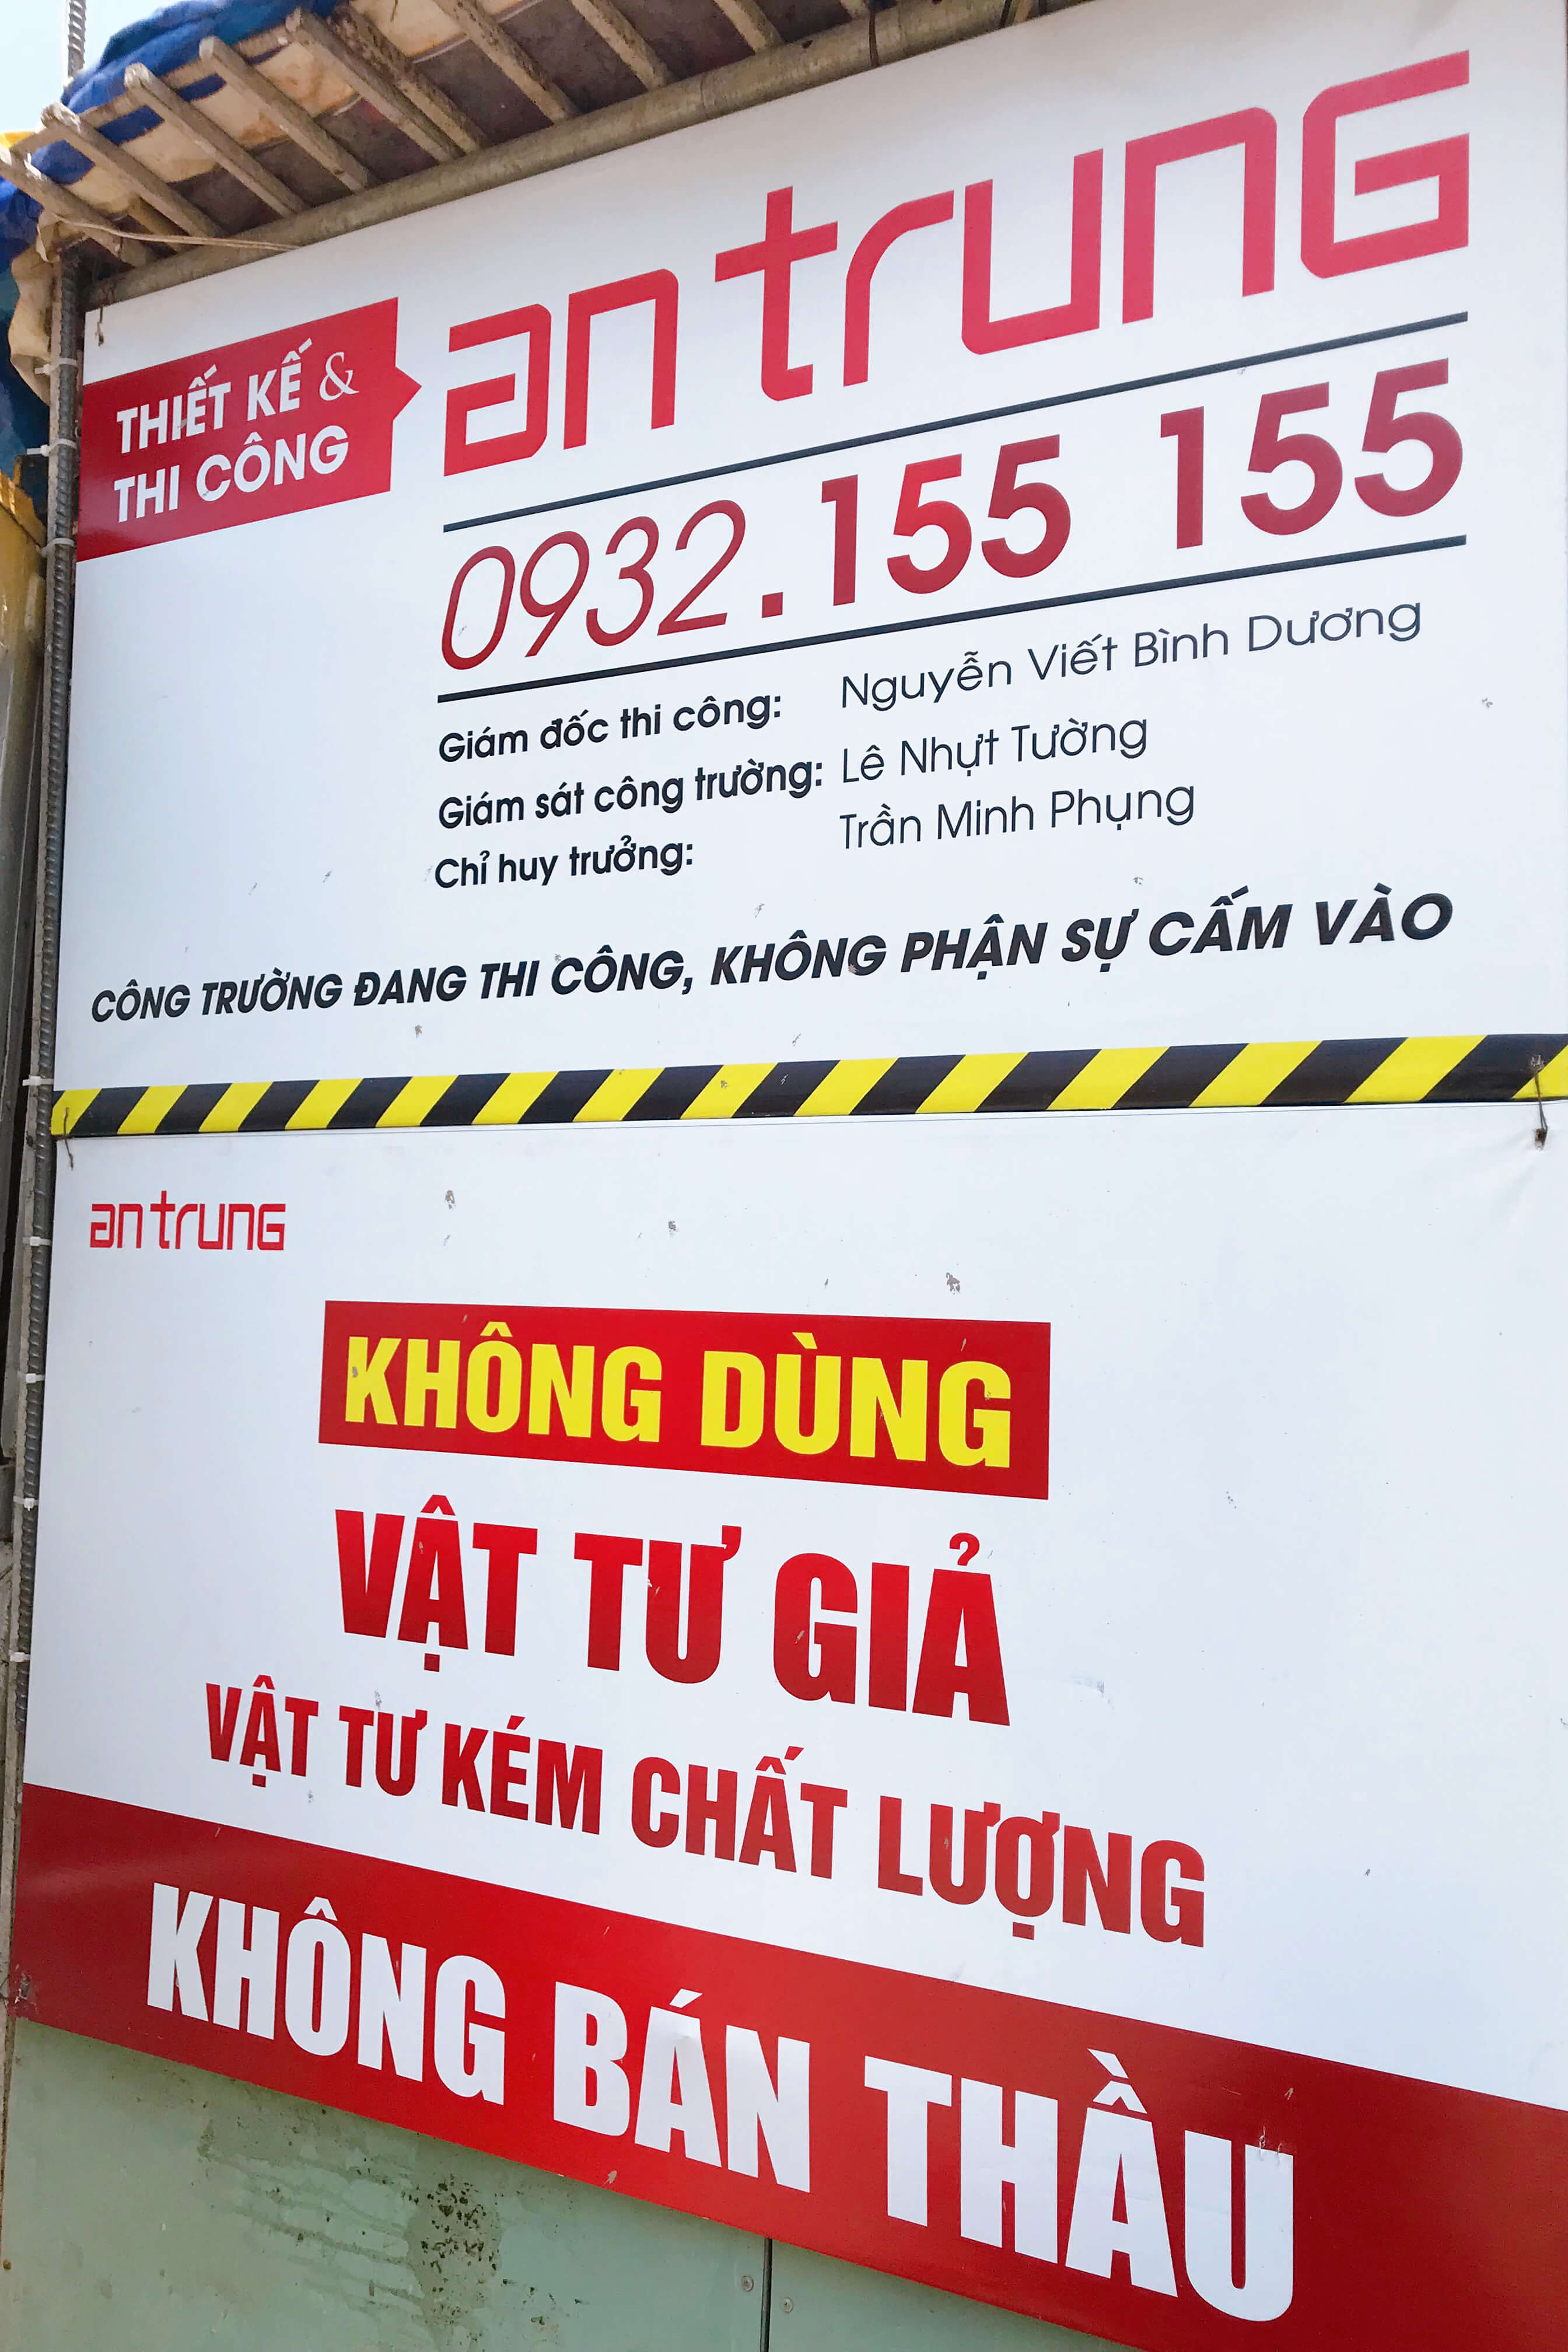 THIẾT KẾ &
THI CÔNG
an trung
0932.155 155
Giám đốc thi công: Nguyễn Viết Bình Dương
Giám sát công trường: Lê Nhựt Tường
Chỉ huy trưởng: Trần Minh Phụng
CÔNG TRƯỜNG ĐANG THI CÔNG, KHÔNG PHẬN SỰ CẤM VÀO
an trung
KHÔNG DÙNG
VẬT TƯ GIẢ
VẬT TƯ KÉM CHẤT LƯỢNG
KHÔNG BÁN THẦU